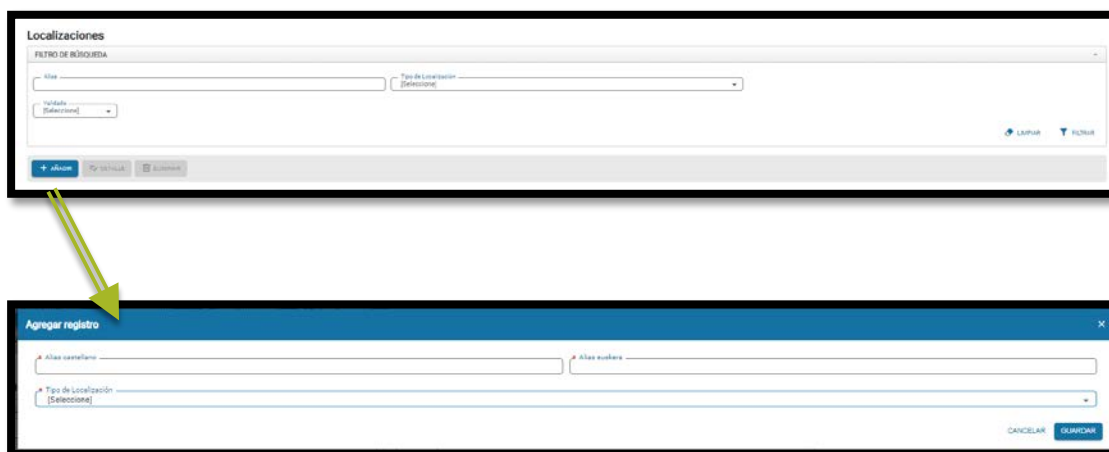 Localizaciones
FILTRO DE BÚSQUEDA
Alias
Tipo de Localización
[Seleccione]
Validado
[Seleccione]
LIMPIAR FILTRAR
+ AÑADIR DETALLE ELIMINAR
Agregar registro ×
Alias castellano
Alias euskera
Tipo de Localización
[Seleccione]
CANCELAR GUARDAR